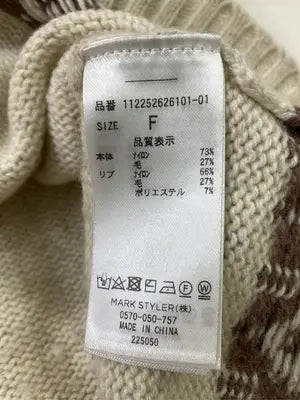 品番 112252626101-01
SIZE F
品質表示
本体 ナイロン 73%
毛 27%
リブ ナイロン 66%
毛 27%
ポリエステル 7%
MARK STYLER(株)
0570-050-757
MADE IN CHINA
225050